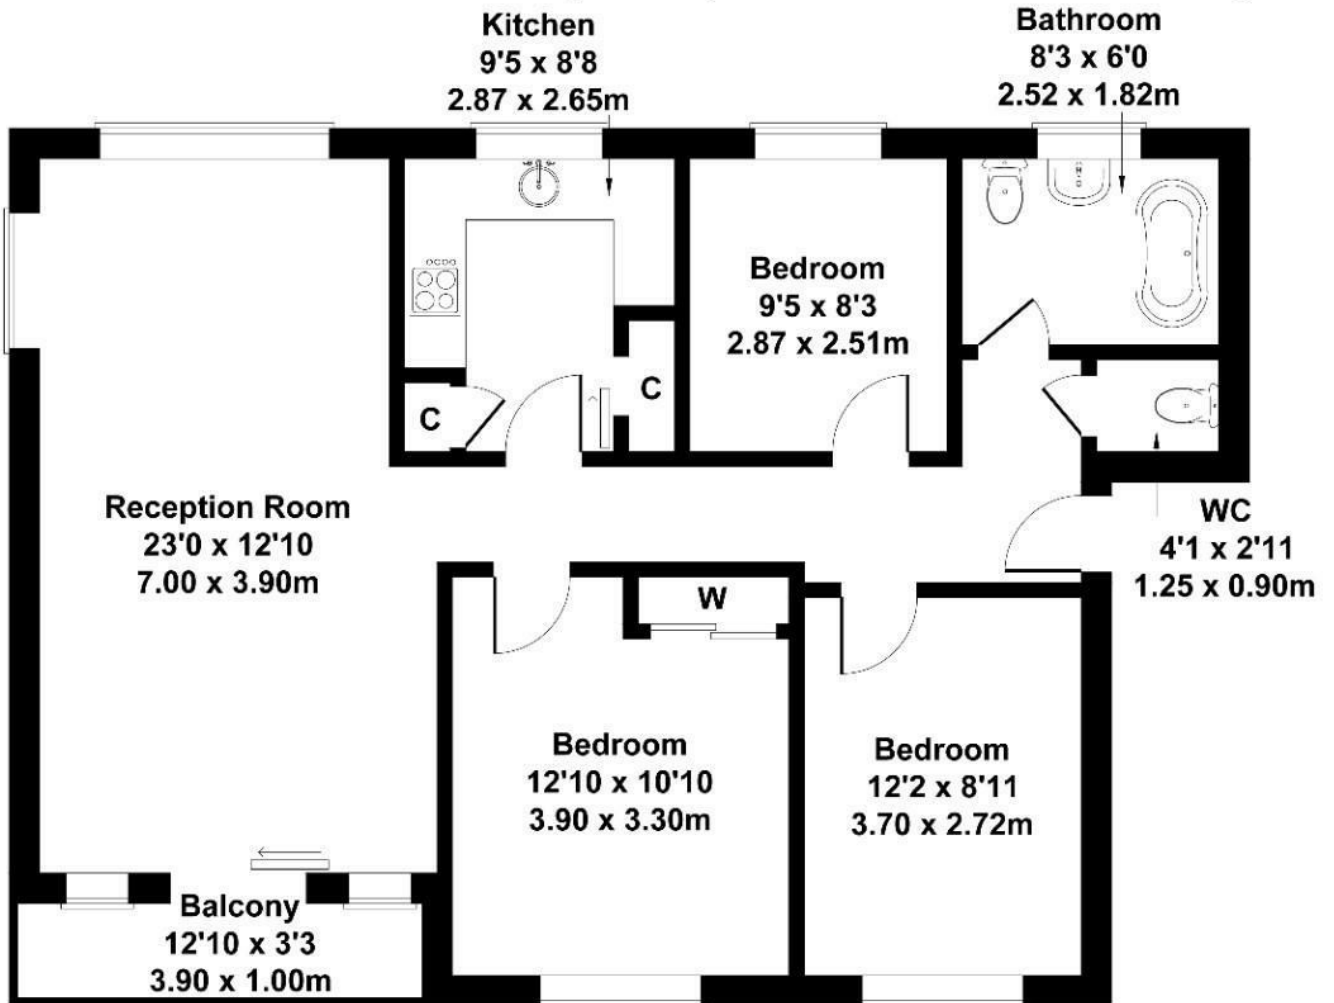 Kitchen
9'5 x 8'8
2.87 x 2.65m
Bathroom
8'3 x 6'0
2.52 x 1.82m
Bedroom
9'5 x 8'3
2.87 x 2.51m
C
C
Reception Room
23'0 x 12'10
7.00 x 3.90m
WC
4'1 x 2'11
1.25 x 0.90m
W
Bedroom
12'10 x 10'10
3.90 x 3.30m
Bedroom
12'2 x 8'11
3.70 x 2.72m
Balcony
12'10 x 3'3
3.90 x 1.00m